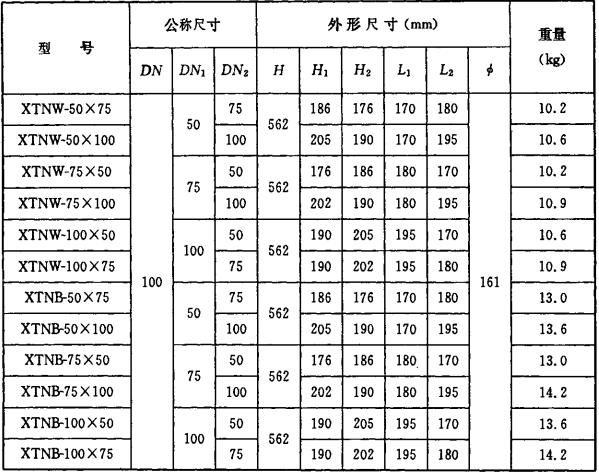 型 号 公称尺寸 外形尺寸(mm) 重量(kg)
DN DN₁ DN₂ H H₁ H₂ L₁ L₂ ϕ
XTNW-50×75 100 50 75 562 186 176 170 180 161 10.2
XTNW-50×100 100 205 190 170 195 10.6
XTNW-75×50 75 50 562 176 186 180 170 10.2
XTNW-75×100 100 202 190 180 195 10.9
XTNW-100×50 100 50 562 190 205 195 170 10.6
XTNW-100×75 75 190 202 195 180 10.9
XTNB-50×75 50 75 562 186 176 170 180 13.0
XTNB-50×100 100 205 190 170 195 13.6
XTNB-75×50 75 50 562 176 186 180 170 13.0
XTNB-75×100 100 202 190 180 195 14.2
XTNB-100×50 100 50 562 190 205 195 170 13.6
XTNB-100×75 75 190 202 195 180 14.2